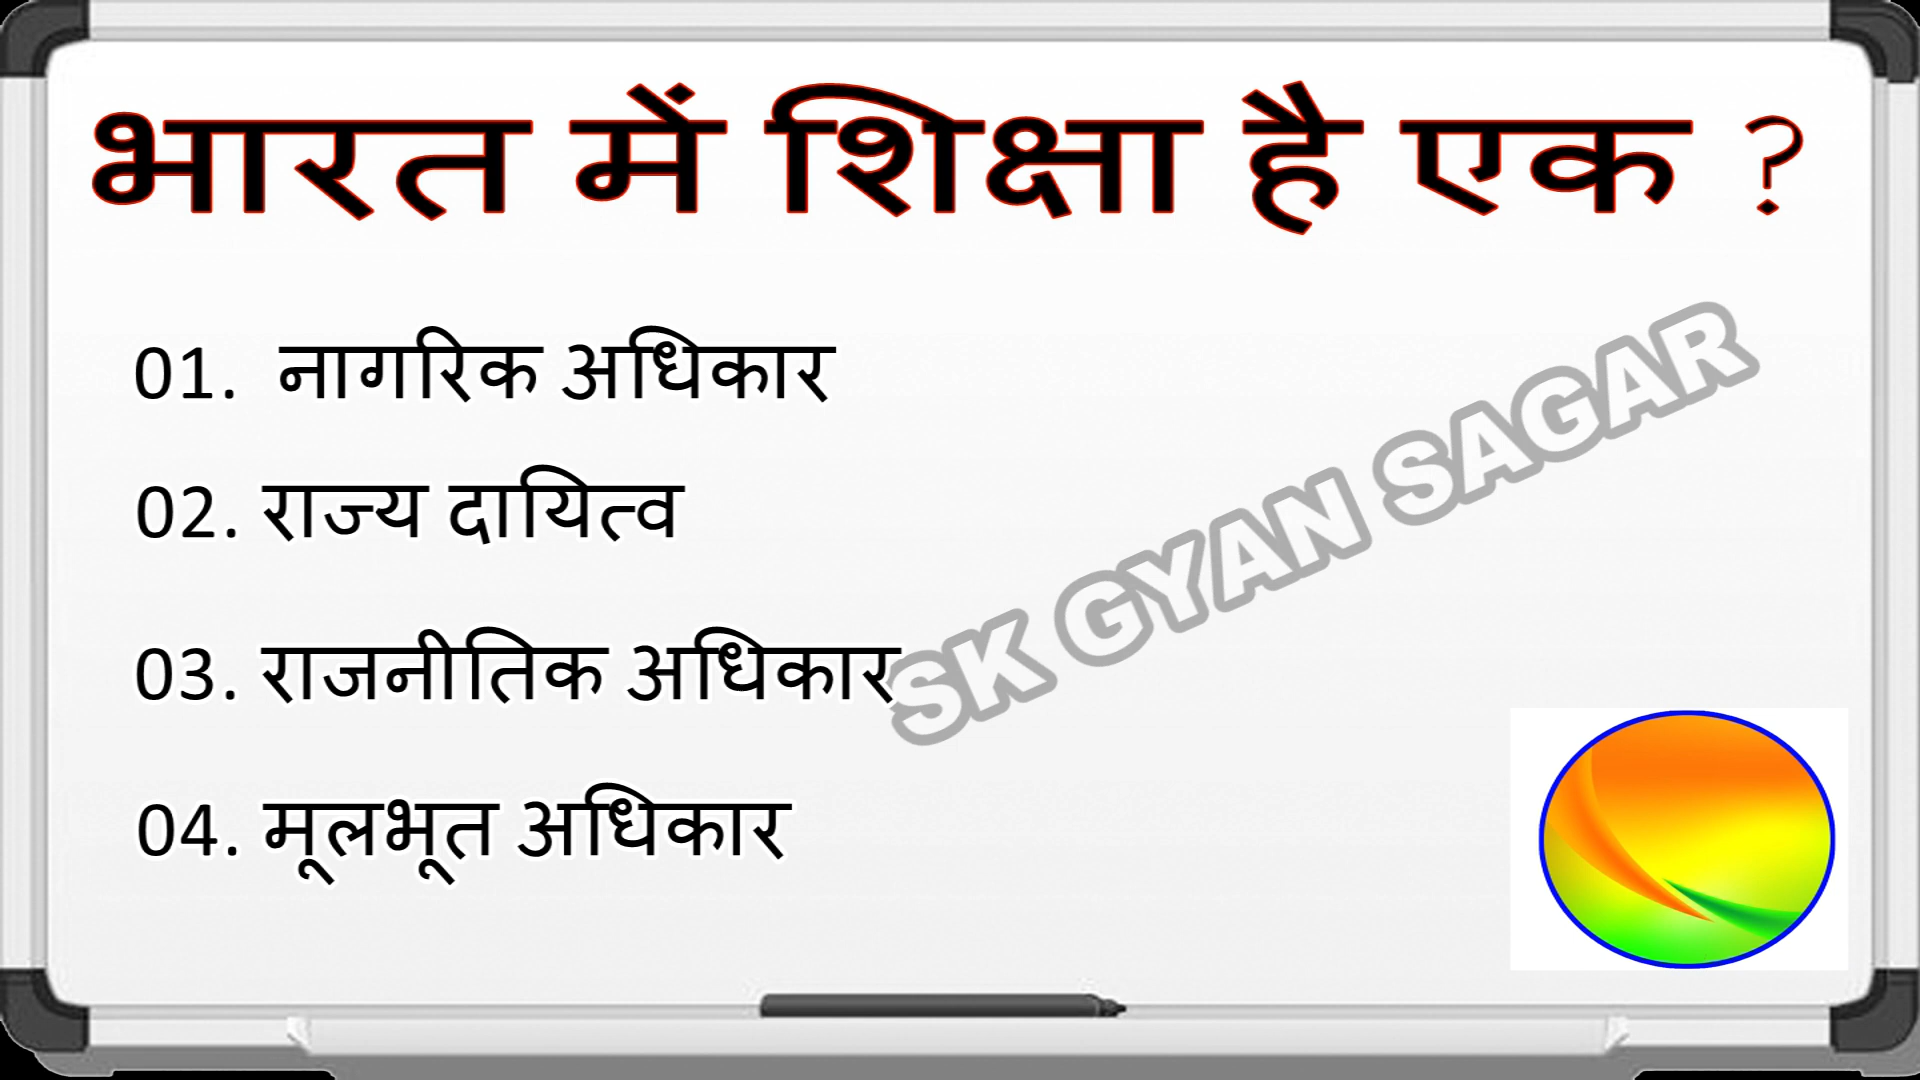 भारत में शिक्षा है एक ?
01. नागरिक अधिकार
02. राज्य दायित्व
03. राजनीतिक अधिकार
04. मूलभूत अधिकार
SK GYAN SAGAR